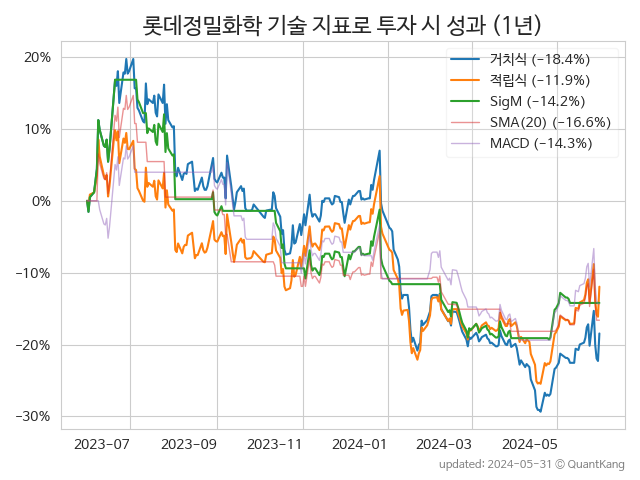 롯데정밀화학 기술 지표로 투자 시 성과 (1년)
거치식 (−18.4%)
적립식 (−11.9%)
SigM (−14.2%)
SMA(20) (−16.6%)
MACD (−14.3%)
20%
10%
0%
−10%
−20%
−30%
2023-07 2023-09 2023-11 2024-01 2024-03 2024-05
updated: 2024-05-31 © QuantKang